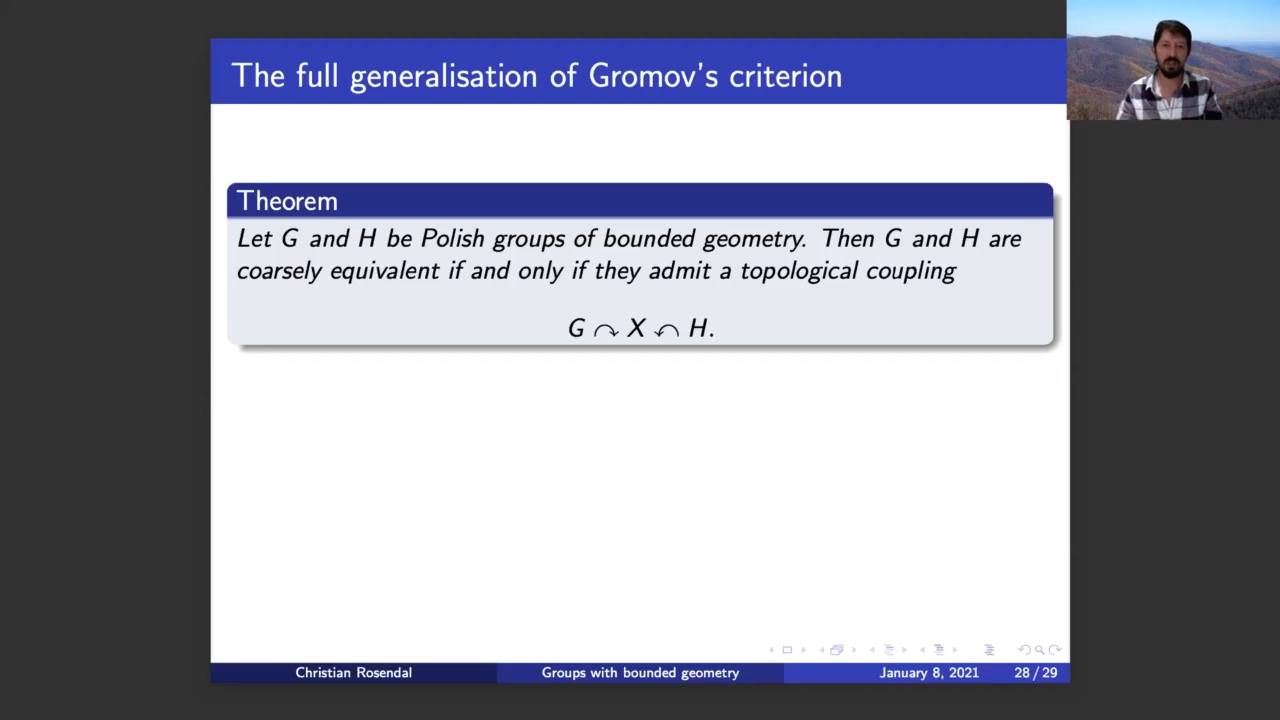 The full generalisation of Gromov's criterion
Theorem
Let G and H be Polish groups of bounded geometry. Then G and H are
coarsely equivalent if and only if they admit a topological coupling
G ↷ X ↶ H.
Christian Rosendal Groups with bounded geometry January 8, 2021 28 / 29